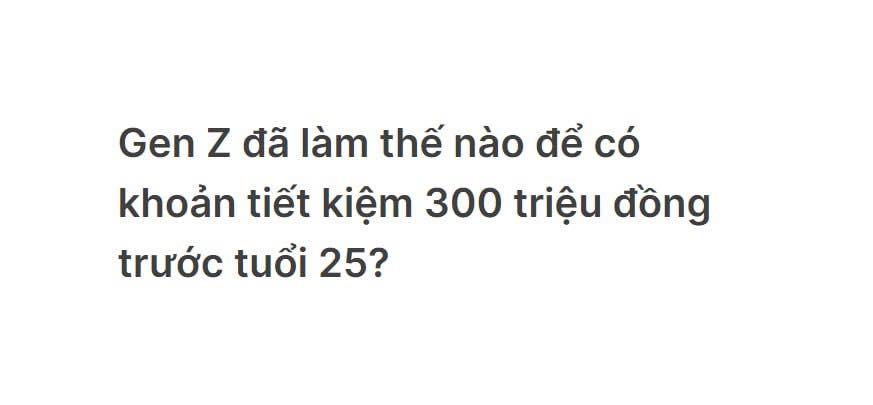 Gen Z đã làm thế nào để có
khoản tiết kiệm 300 triệu đồng
trước tuổi 25?